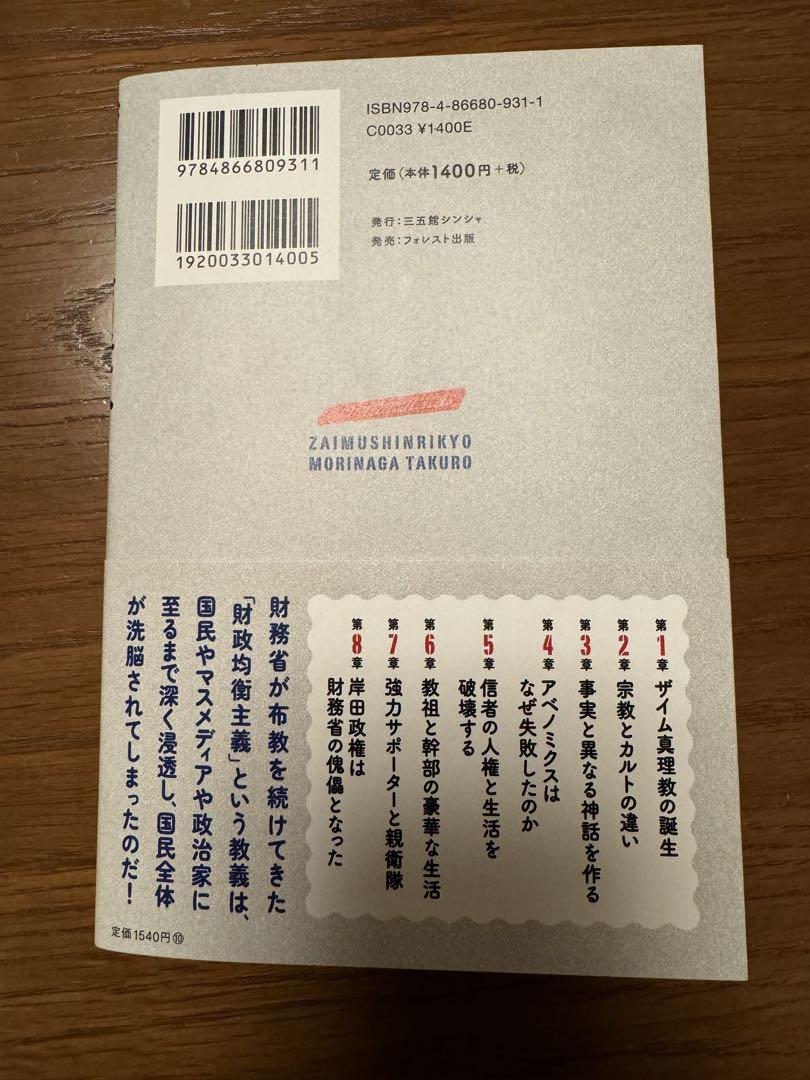 9784866809311
1920033014005
ISBN978-4-86680-931-1
C0033 ¥1400E
定価（本体1400円＋税）
発行：三五館シンシャ
発売：フォレスト出版
ZAIMUSHINRIKYO
MORINAGA TAKURO
第1章 ザイム真理教の誕生
第2章 宗教とカルトの違い
第3章 事実と異なる神話を作る
第4章 アベノミクスは
なぜ失敗したのか
第5章 信者の人権と生活を
破壊する
第6章 教祖と幹部の豪華な生活
第7章 強力サポーターと親衛隊
第8章 岸田政権は
財務省の傀儡となった
財務省が布教を続けてきた
「財政均衡主義」という教義は、
国民やマスメディアや政治家に
至るまで深く浸透し、国民全体
が洗脳されてしまったのだ！
定価1540円⑩